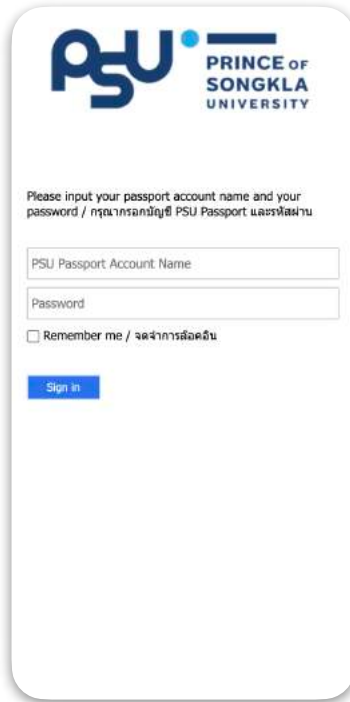 PSU
PRINCE OF
SONGKLA
UNIVERSITY
Please input your passport account name and your
password / กรุณากรอกบัญชี PSU Passport และรหัสผ่าน
PSU Passport Account Name
Password
Remember me / จดจำการล็อคอิน
Sign in